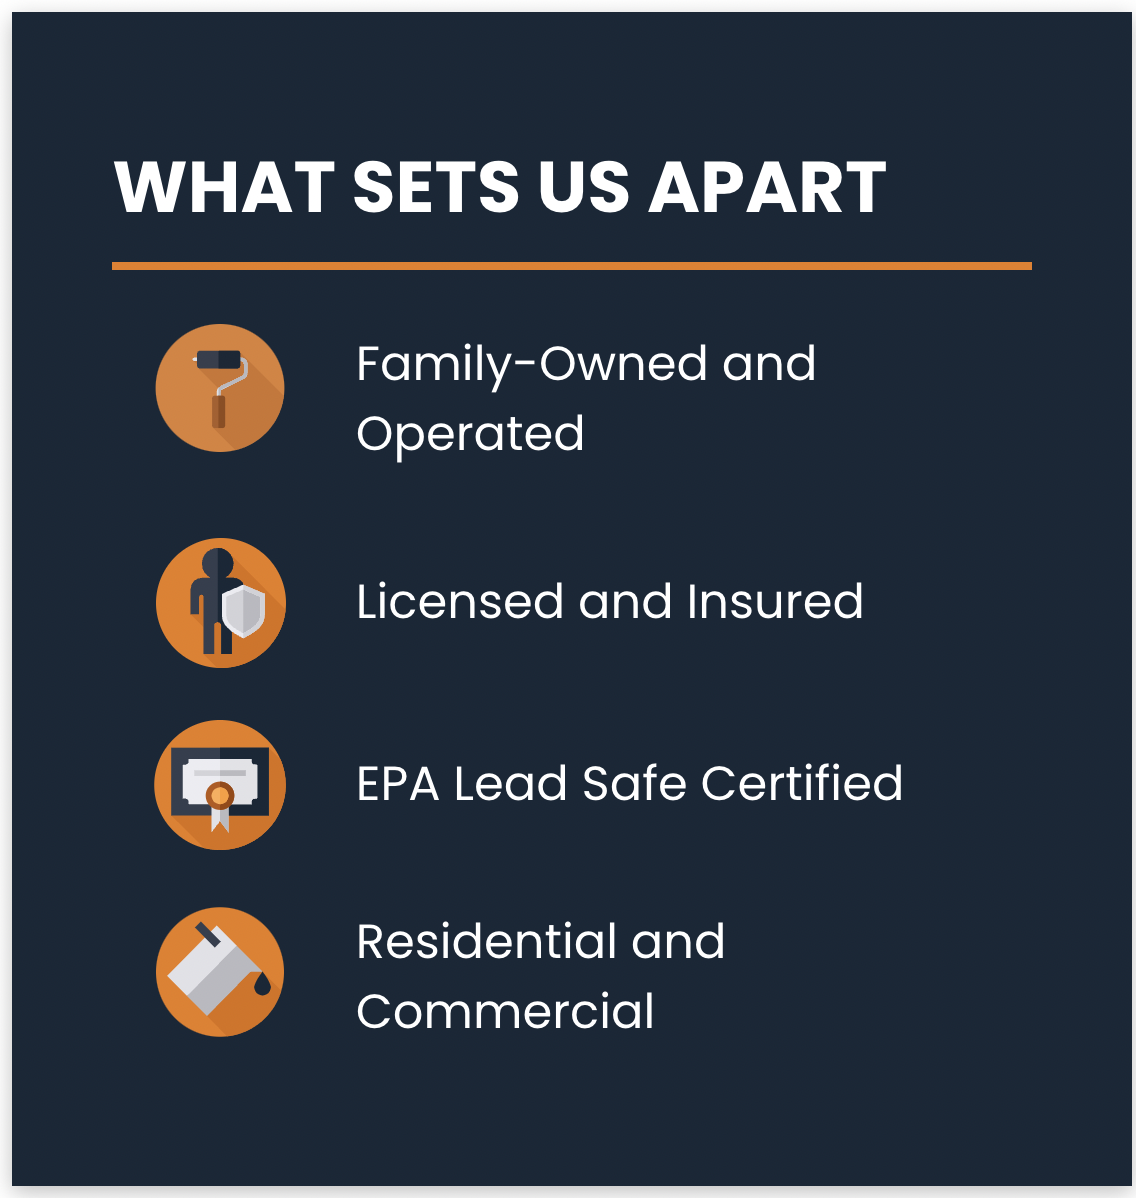 WHAT SETS US APART
Family-Owned and
Operated
Licensed and Insured
EPA Lead Safe Certified
Residential and
Commercial